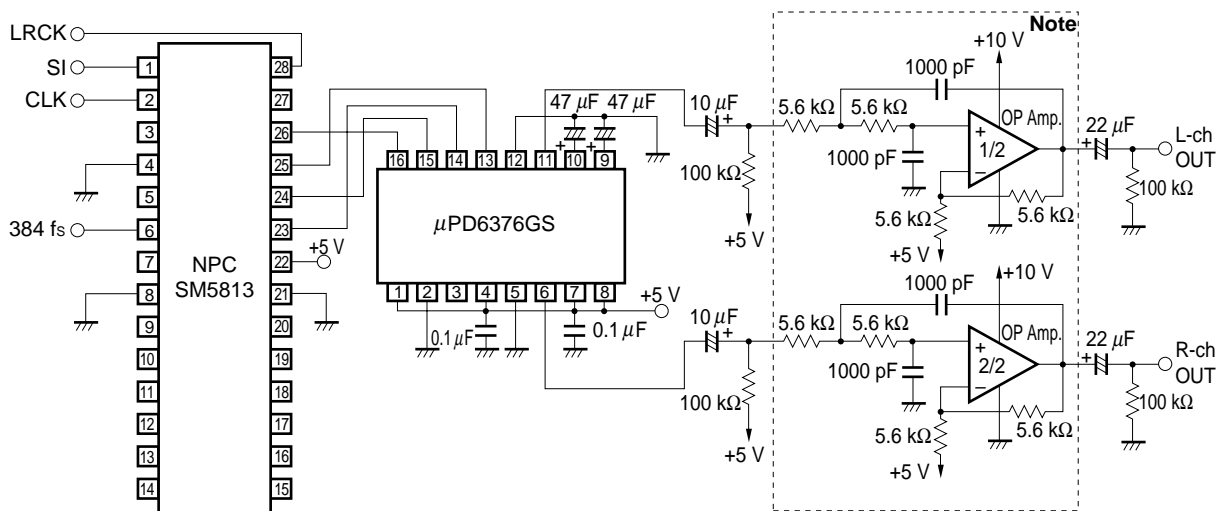 LRCK
SI
CLK
384 fs
1
2
3
4
5
6
7
8
9
10
11
12
13
14
NPC
SM5813
28
27
26
25
24
23
22
21
20
19
18
17
16
15
+5 V
47 μF
47 μF
+
+
16
15
14
13
12
11
10
9
μPD6376GS
1
2
3
4
5
6
7
8
+5 V
0.1 μF
0.1 μF
10 μF
+
100 kΩ
+5 V
Note
+10 V
1000 pF
5.6 kΩ
5.6 kΩ
OP Amp.
+
1/2
−
1000 pF
5.6 kΩ
5.6 kΩ
+5 V
22 μF
+
L-ch
OUT
100 kΩ
10 μF
+
100 kΩ
+5 V
+10 V
1000 pF
5.6 kΩ
5.6 kΩ
OP Amp.
+
2/2
−
1000 pF
5.6 kΩ
5.6 kΩ
+5 V
22 μF
+
R-ch
OUT
100 kΩ